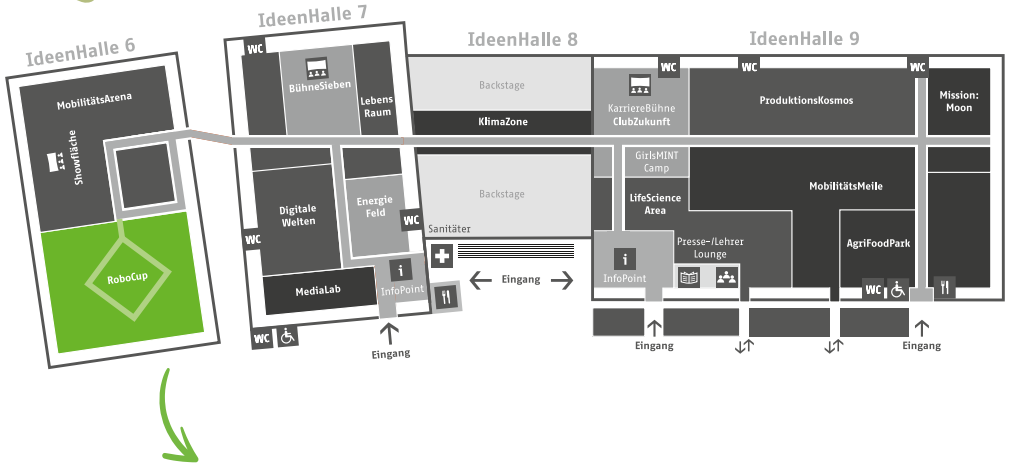 IdeenHalle 6
MobilitätsArena
Showfläche
RoboCup
IdeenHalle 7
WC
BühneSieben
Lebens
Raum
Digitale
Welten
Energie
Feld
WC
WC
MediaLab
i
InfoPoint
WC
Eingang
IdeenHalle 8
Backstage
KlimaZone
Backstage
Sanitäter
Eingang
IdeenHalle 9
WC
WC
WC
KarriereBühne
ClubZukunft
ProduktionsKosmos
Mission:
Moon
GirlsMINT
Camp
LifeScience
Area
MobilitätsMeile
Presse-/Lehrer
Lounge
AgriFoodPark
i
InfoPoint
WC
Eingang
Eingang